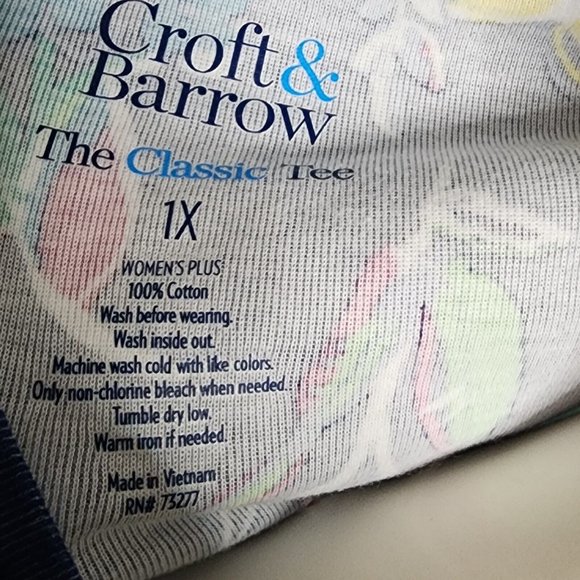 Croft &
Barrow
The Classic Tee
1X
WOMEN'S PLUS
100% Cotton
Wash before wearing.
Wash inside out.
Machine wash cold with like colors.
Only non-chlorine bleach when needed.
Tumble dry low.
Warm iron if needed.
Made in Vietnam
RN# 73277